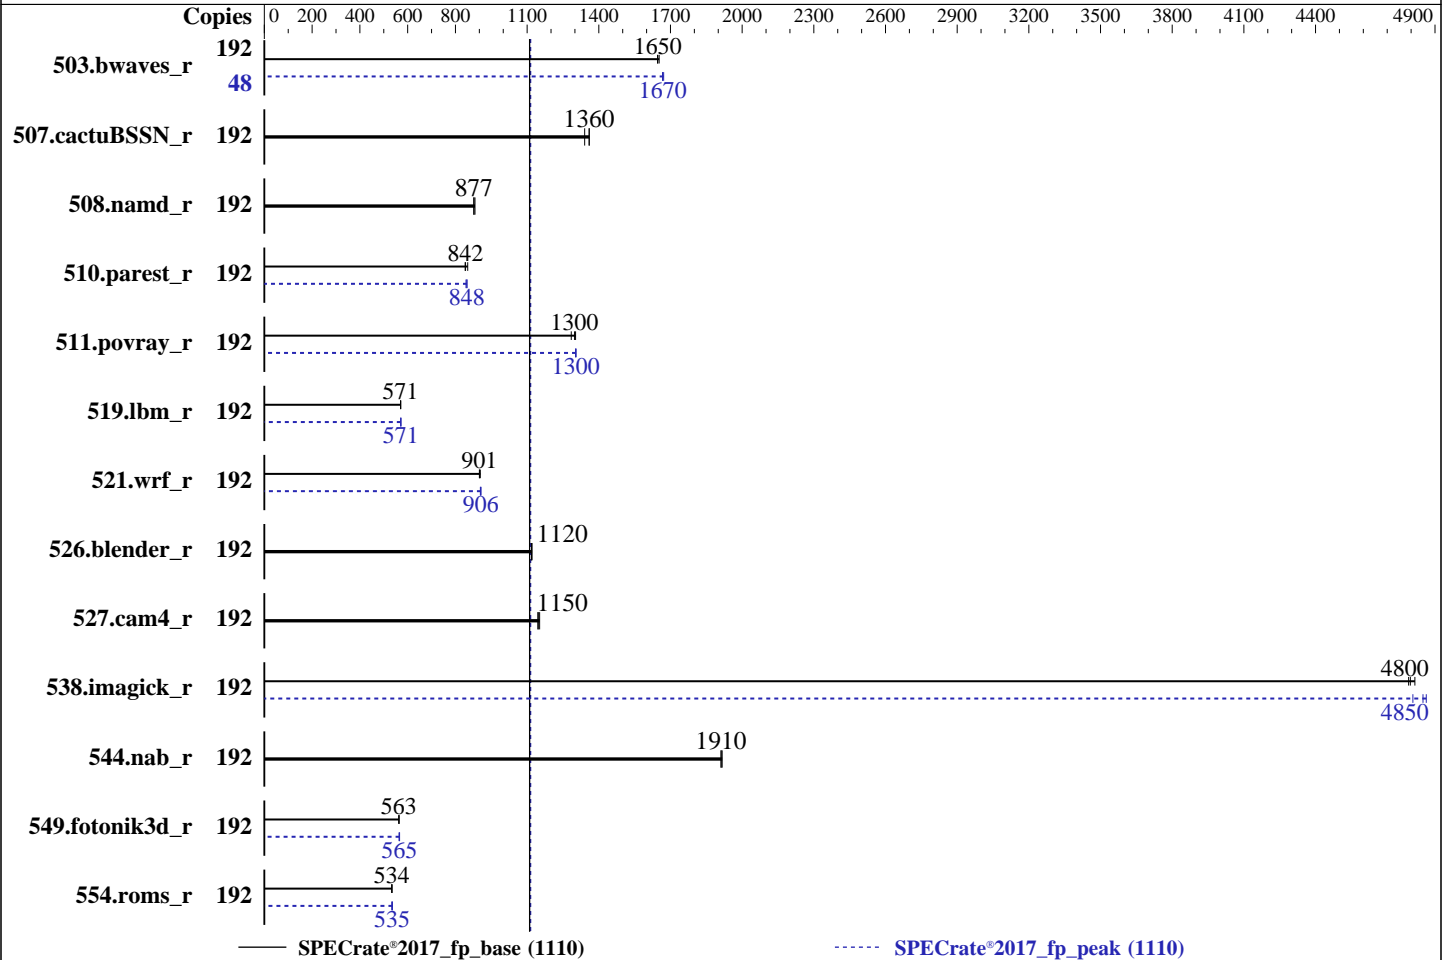 Copies 0 200 400 600 800 1100 1400 1700 2000 2300 2600 2900 3200 3500 3800 4100 4400 4900
503.bwaves_r 192 1650
48 1670
507.cactuBSSN_r 192 1360
508.namd_r 192 877
510.parest_r 192 842
848
511.povray_r 192 1300
1300
519.lbm_r 192 571
571
521.wrf_r 192 901
906
526.blender_r 192 1120
527.cam4_r 192 1150
538.imagick_r 192 4800
4850
544.nab_r 192 1910
549.fotonik3d_r 192 563
565
554.roms_r 192 534
535
SPECrate®2017_fp_base (1110) SPECrate®2017_fp_peak (1110)